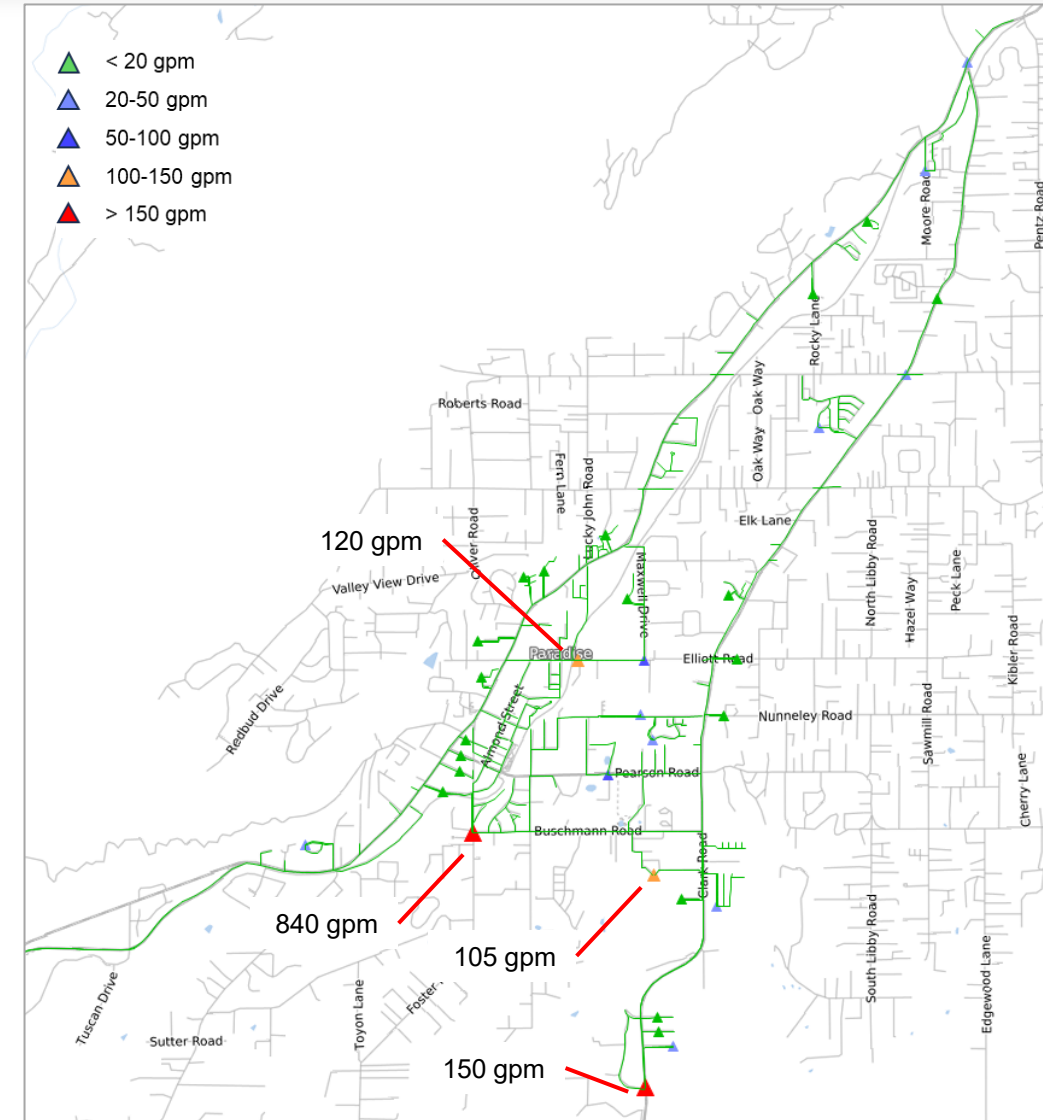 < 20 gpm
20-50 gpm
50-100 gpm
100-150 gpm
> 150 gpm
Moore Road
Pentz Road
Rocky Lane
Oak Way
Roberts Road
Oak Way
Fern Lane
Lucky John Road
Elk Lane
120 gpm
Oliver Road
Valley View Drive
Maxwell Drive
North Libby Road
Hazel Way
Peck Lane
Kibler Road
Paradise
Elliott Road
Redbud Drive
Almond Street
Nunneley Road
Sawmill Road
Pearson Road
Cherry Lane
Buschmann Road
Clark Road
840 gpm
105 gpm
South Libby Road
Edgewood Lane
Tuscan Drive
Toyon Lane
Foster
Sutter Road
150 gpm